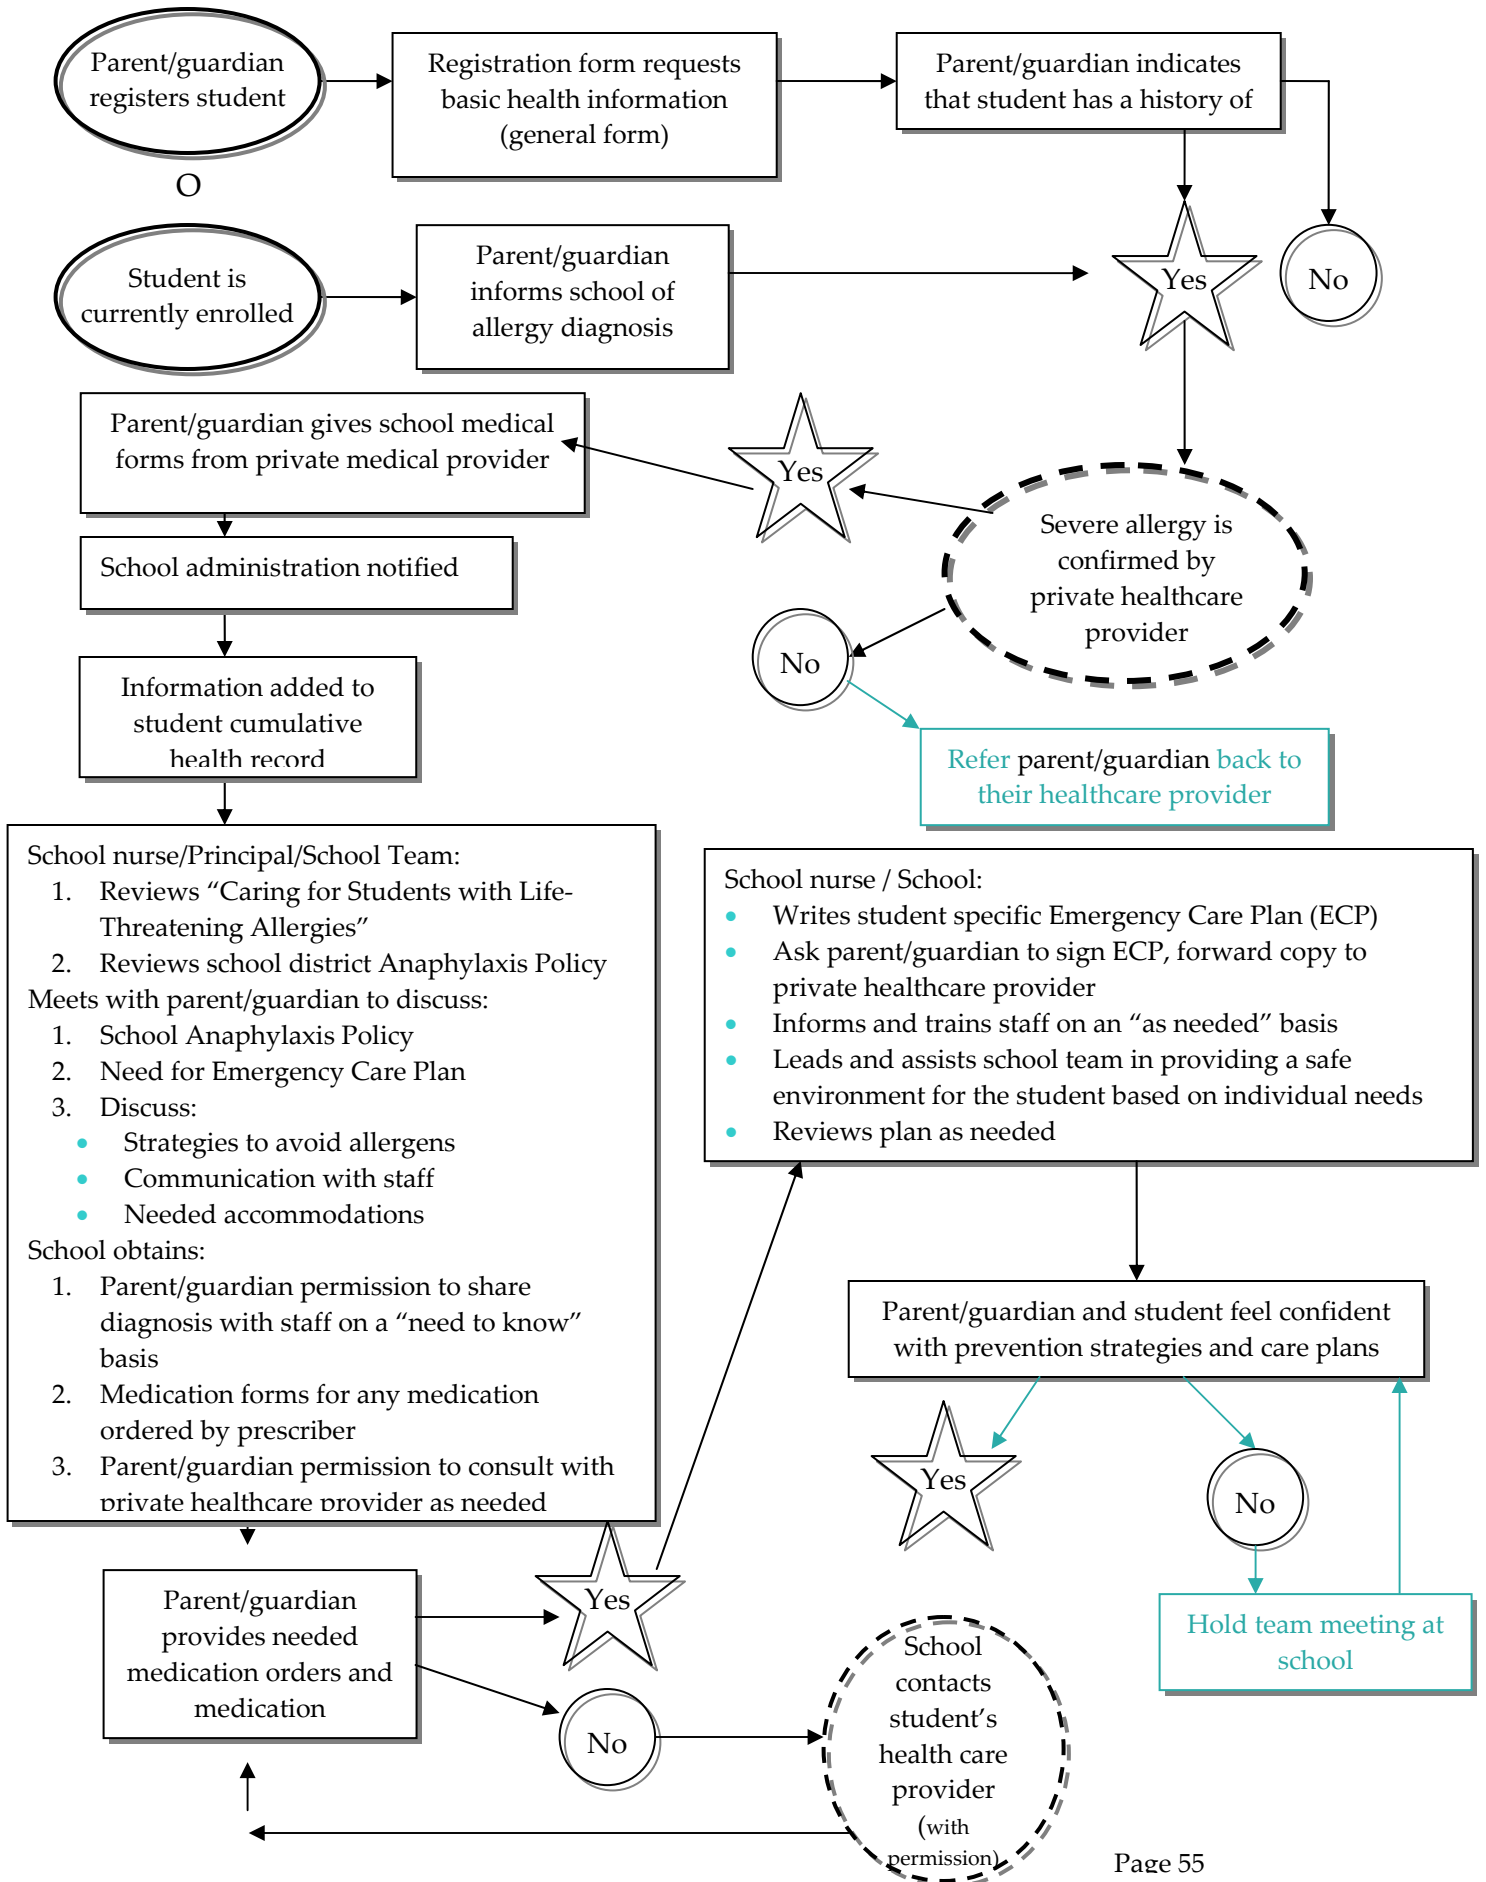 Parent/guardian
registers student
Registration form requests
basic health information
(general form)
Parent/guardian indicates
that student has a history of
O
Student is
currently enrolled
Parent/guardian
informs school of
allergy diagnosis
Yes
No
Parent/guardian gives school medical
forms from private medical provider
Yes
Severe allergy is
confirmed by
private healthcare
provider
School administration notified
No
Information added to
student cumulative
health record
Refer parent/guardian back to
their healthcare provider
School nurse/Principal/School Team:
1. Reviews “Caring for Students with Life-
Threatening Allergies”
2. Reviews school district Anaphylaxis Policy
Meets with parent/guardian to discuss:
1. School Anaphylaxis Policy
2. Need for Emergency Care Plan
3. Discuss:
• Strategies to avoid allergens
• Communication with staff
• Needed accommodations
School obtains:
1. Parent/guardian permission to share
diagnosis with staff on a “need to know”
basis
2. Medication forms for any medication
ordered by prescriber
3. Parent/guardian permission to consult with
private healthcare provider as needed
School nurse / School:
• Writes student specific Emergency Care Plan (ECP)
• Ask parent/guardian to sign ECP, forward copy to
private healthcare provider
• Informs and trains staff on an “as needed” basis
• Leads and assists school team in providing a safe
environment for the student based on individual needs
• Reviews plan as needed
Parent/guardian and student feel confident
with prevention strategies and care plans
Yes
No
Hold team meeting at
school
Parent/guardian
provides needed
medication orders and
medication
Yes
No
School
contacts
student’s
health care
provider
(with
permission)
Page 55